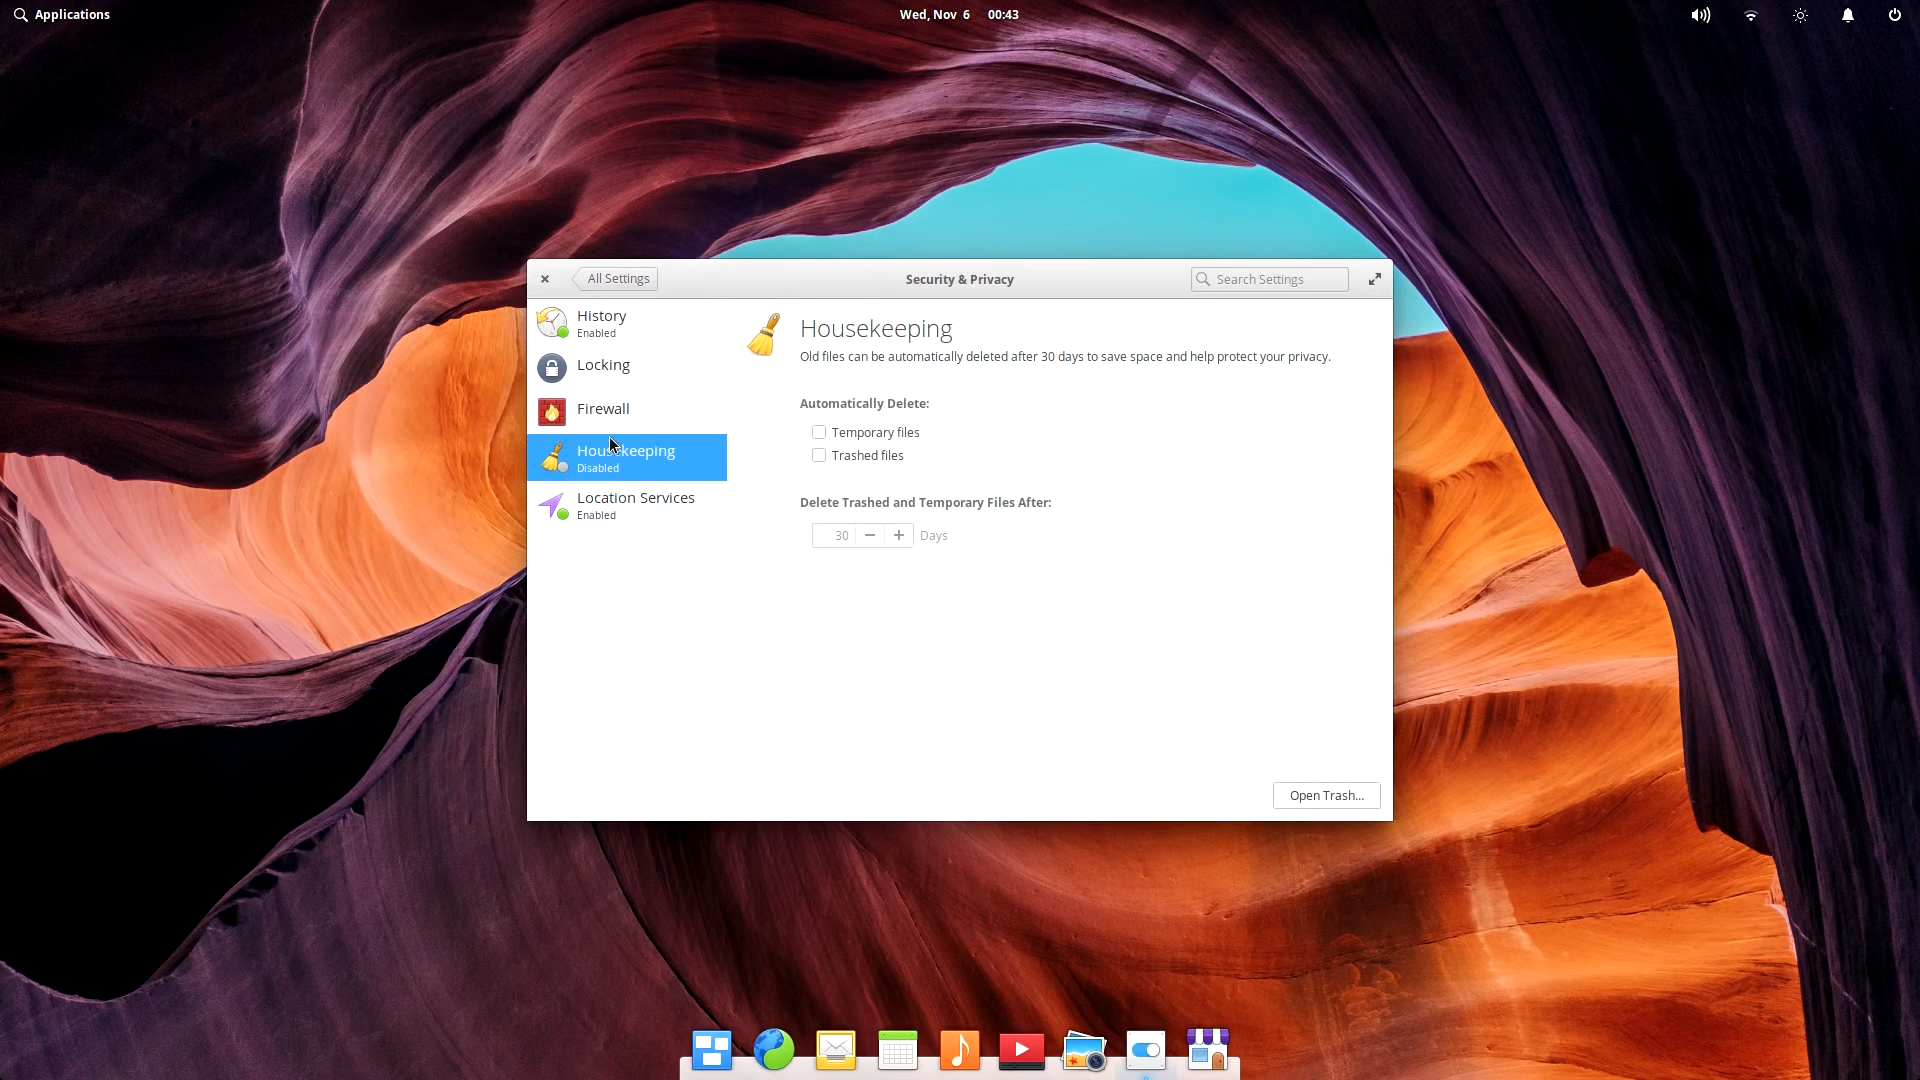 Applications
Wed, Nov 6 00:43
All Settings
Security & Privacy
Search Settings
History
Enabled
Locking
Firewall
Housekeeping
Disabled
Location Services
Enabled
Housekeeping
Old files can be automatically deleted after 30 days to save space and help protect your privacy.
Automatically Delete:
Temporary files
Trashed files
Delete Trashed and Temporary Files After:
30 − + Days
Open Trash...